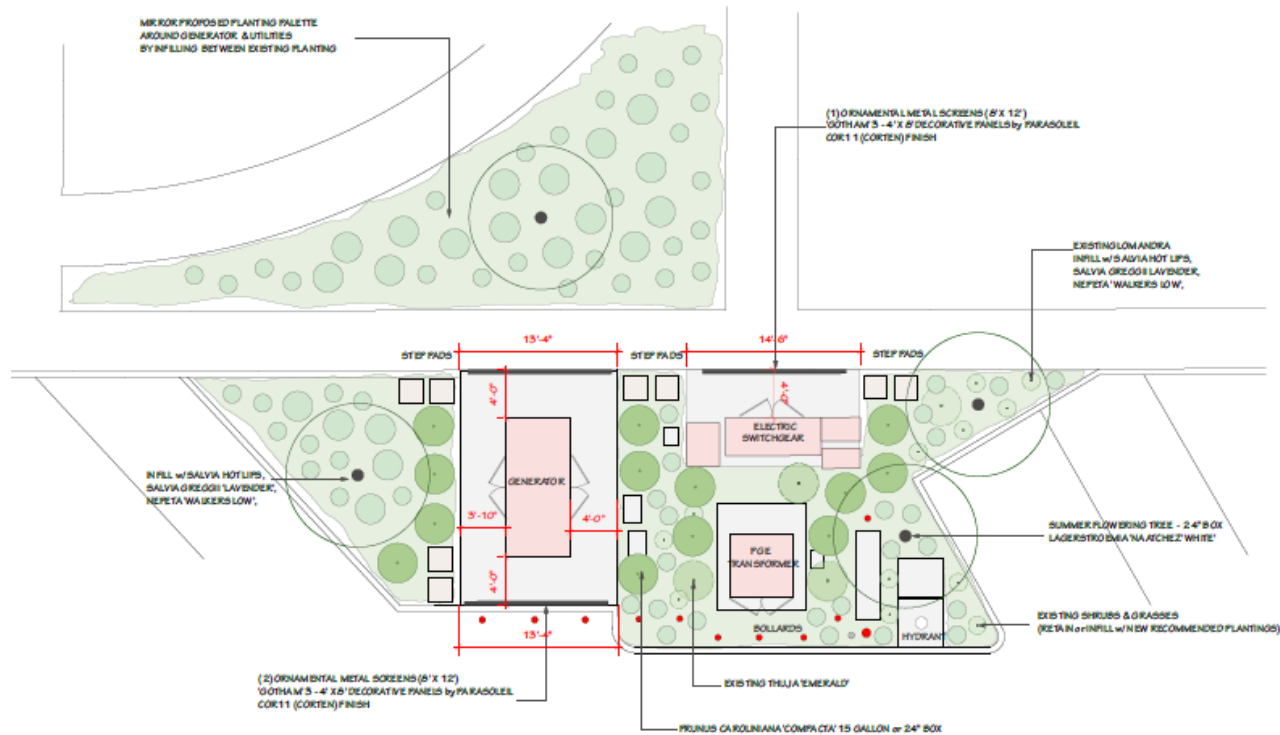 MIRROR PROPOSED PLANTING PALETTE
AROUND GENERATOR & UTILITIES
BY INFILLING BETWEEN EXISTING PLANTING
(1) ORNAMENTAL METAL SCREENS (8' X 12')
'GOTHAM' 3 - 4' X 8' DECORATIVE PANELS by PARASOLEIL
COR11 (CORTEN) FINISH
EXISTING LOMANDRA
INFILL w/ SALVIA HOT LIPS,
SALVIA GREGGII LAVENDER,
NEPETA 'WALKERS LOW',
13'-4"
14'-6"
STEP PADS
STEP PADS
STEP PADS
4'-0"
4'-0"
ELECTRIC
SWITCHGEAR
INFILL w/ SALVIA HOT LIPS,
SALVIA GREGGII 'LAVENDER',
NEPETA 'WALKERS LOW',
GENERATOR
3'-10"
4'-0"
SUMMER FLOWERING TREE - 24" BOX
LAGERSTROEMIA 'NAATCHEZ' WHITE'
PGE
TRANSFORMER
4'-0"
EXISTING SHRUBS & GRASSES
(RETAIN or INFILL w/ NEW RECOMMENDED PLANTINGS)
BOLLARDS
HYDRANT
13'-4"
(2) ORNAMENTAL METAL SCREENS (8' X 12')
'GOTHAM' 3 - 4' X 8' DECORATIVE PANELS by PARASOLEIL
COR11 (CORTEN) FINISH
EXISTING THUJA 'EMERALD'
PRUNUS CAROLINIANA 'COMPACTA' 15 GALLON or 24" BOX